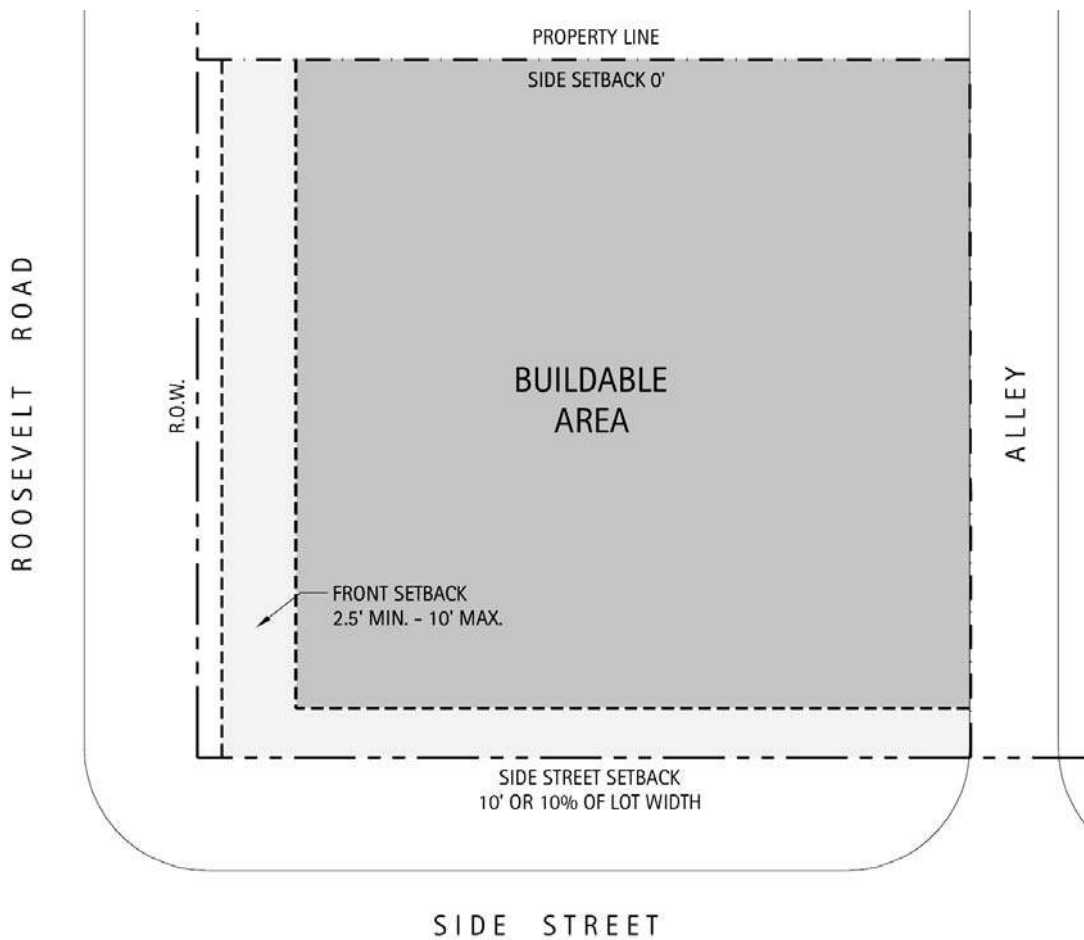 PROPERTY LINE
SIDE SETBACK 0'
ROOSEVELT ROAD
R.O.W.
BUILDABLE
AREA
ALLEY
FRONT SETBACK
2.5' MIN. - 10' MAX.
SIDE STREET SETBACK
10' OR 10% OF LOT WIDTH
SIDE STREET